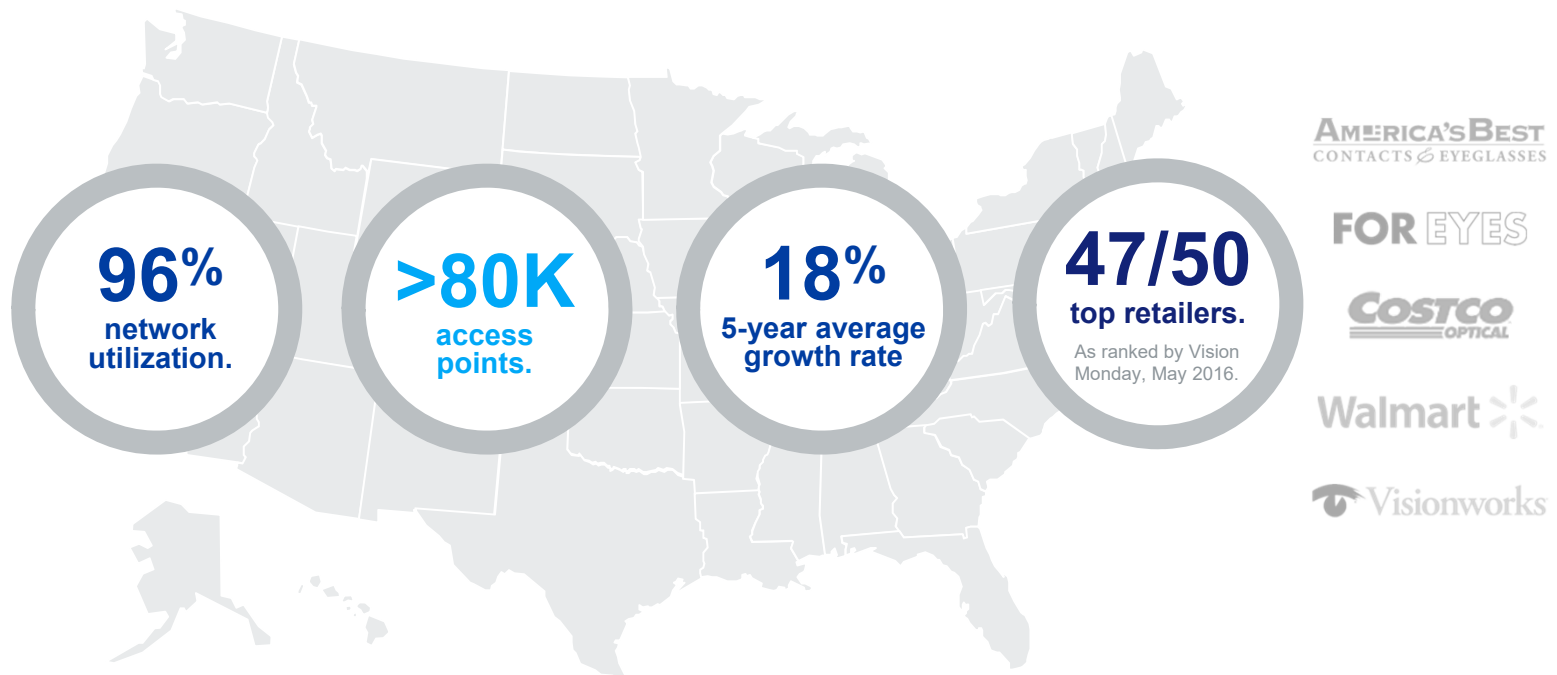 96%
network
utilization.
>80K
access
points.
18%
5-year average
growth rate
47/50
top retailers.
As ranked by Vision
Monday, May 2016.
AMERICA'S BEST
CONTACTS & EYEGLASSES
FOR EYES
COSTCO
OPTICAL
Walmart
Visionworks